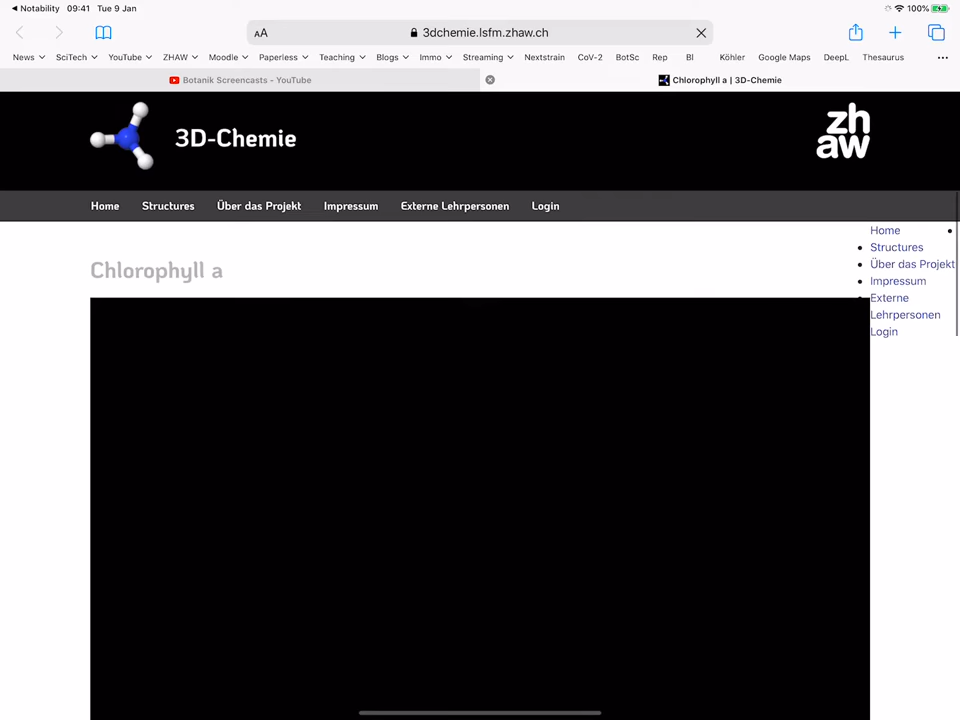 Notability 09:41 Tue 9 Jan 100%
AA 3dchemie.lsfm.zhaw.ch
News SciTech YouTube ZHAW Moodle Paperless Teaching Blogs Immo Streaming Nextstrain CoV-2 BotSc Rep BI Köhler Google Maps DeepL Thesaurus
Botanik Screencasts - YouTube Chlorophyll a | 3D-Chemie
3D-Chemie
zh
aw
Home Structures Über das Projekt Impressum Externe Lehrpersonen Login
Home
Structures
Über das Projekt
Impressum
Externe
Lehrpersonen
Login
Chlorophyll a